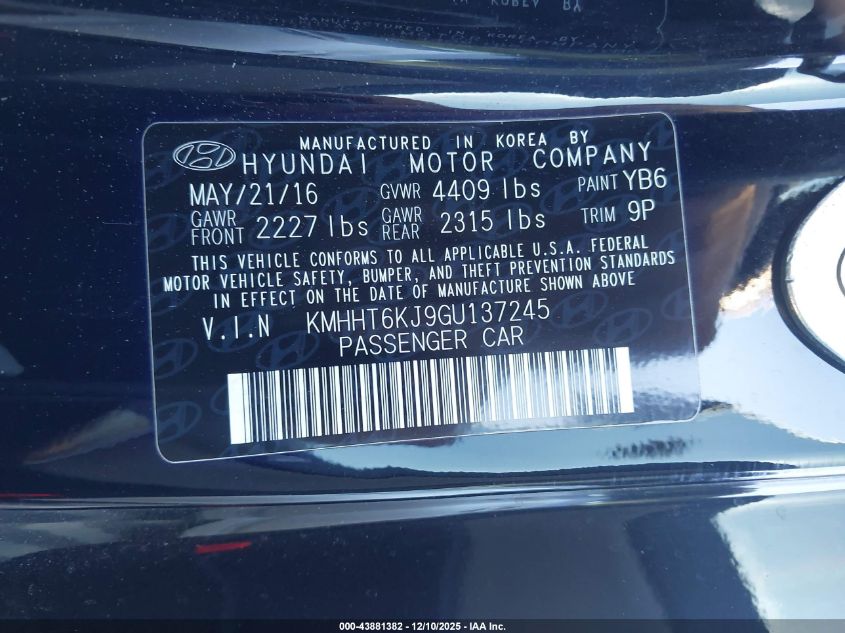 MANUFACTURED IN KOREA BY
HYUNDAI MOTOR COMPANY
MAY/21/16 GVWR 4409 lbs PAINT YB6
GAWR FRONT 2227 lbs GAWR REAR 2315 lbs TRIM 9P
THIS VEHICLE CONFORMS TO ALL APPLICABLE U.S.A. FEDERAL
MOTOR VEHICLE SAFETY, BUMPER, AND THEFT PREVENTION STANDARDS
IN EFFECT ON THE DATE OF MANUFACTURE SHOWN ABOVE
V.I.N KMHHT6KJ9GU137245
PASSENGER CAR
000-43881382 - 12/10/2025 - IAA Inc.